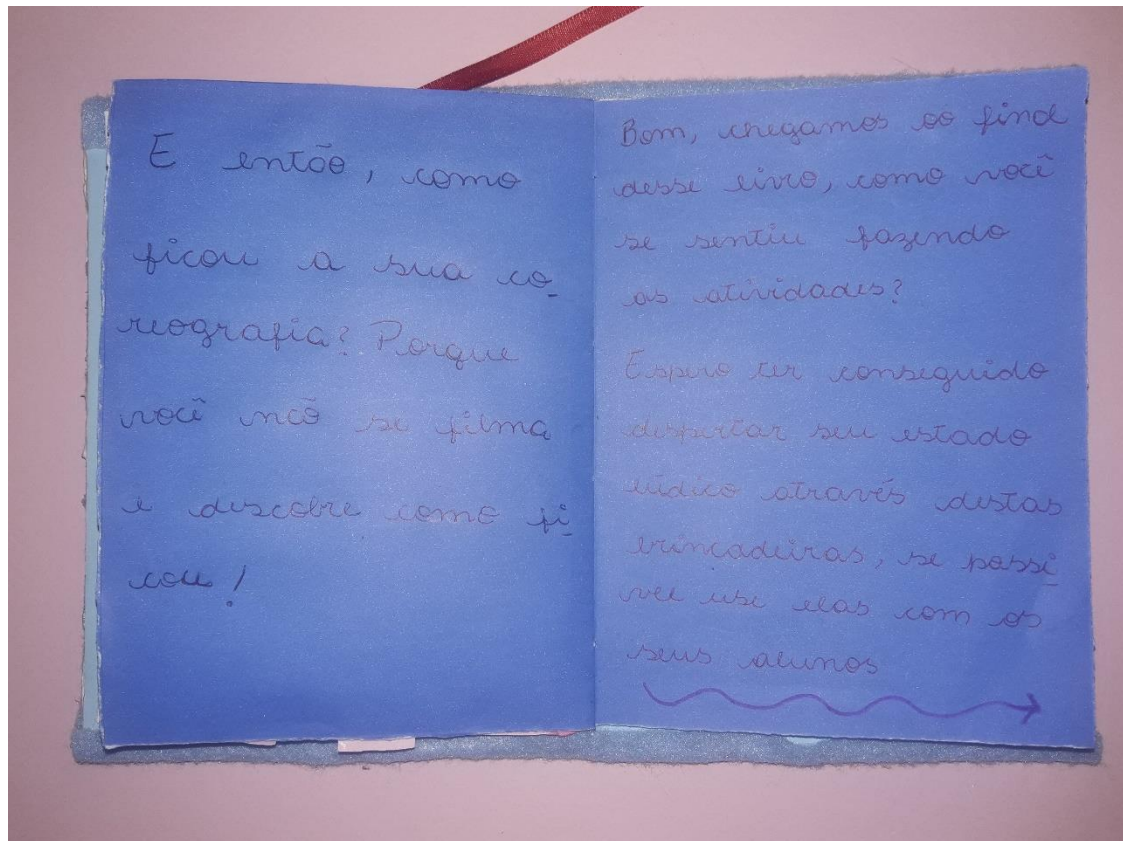 E então, como
ficou a sua co-
reografia? Porque
você não se filma
e descobre como fi
cou!
Bom, chegamos ao final
desse livro, como você
se sentiu fazendo
as atividades?
Espero ter conseguido
despertar seu estado
lúdico através destas
brincadeiras, se possi
vel use elas com os
seus alunos